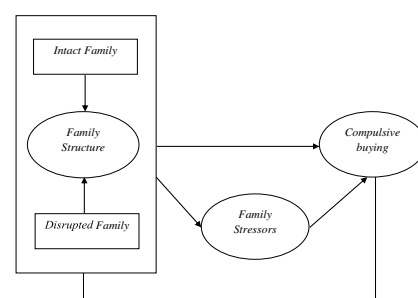 Intact Family
Family
Structure
Compulsive
buying
Disrupted Family
Family
Stressors